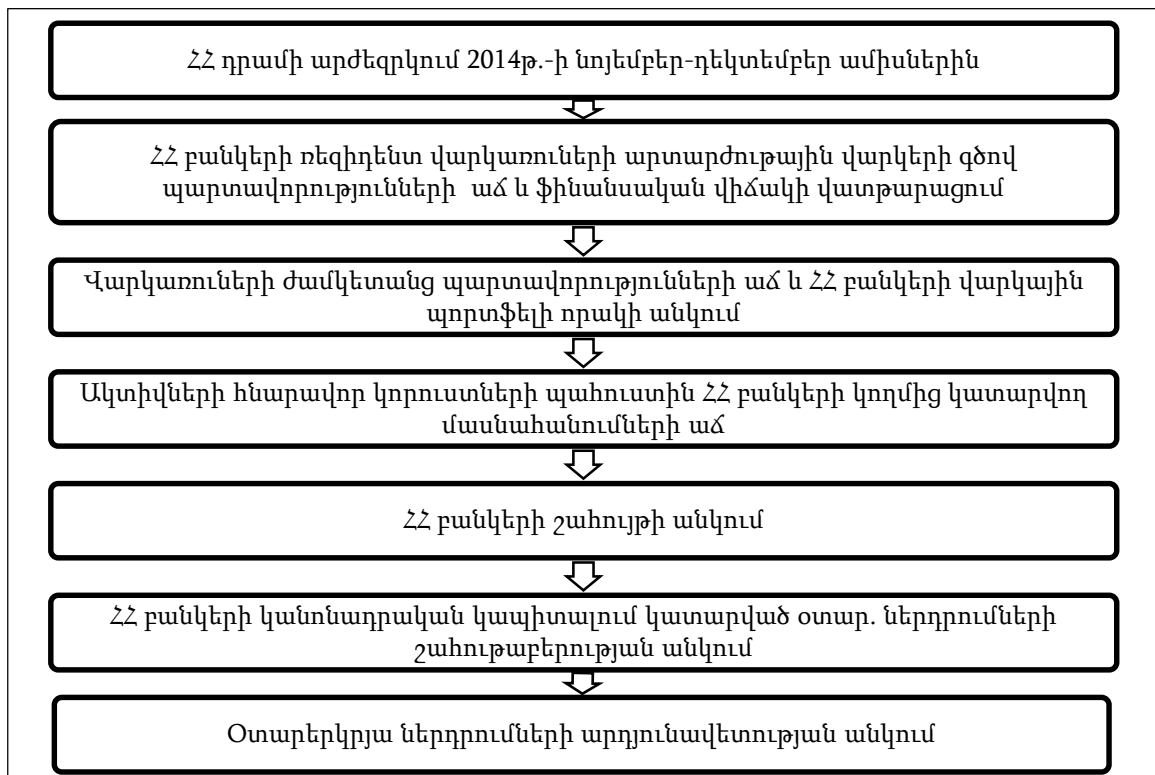 ՀՀ դրամի արժեզրկում 2014թ.-ի նոյեմբեր-դեկտեմբեր ամիսներին
ՀՀ բանկերի ռեզիդենտ վարկառուների արտարժութային վարկերի գծով
պարտավորությունների աճ և ֆինանսական վիճակի վատթարացում
Վարկառուների ժամկետանց պարտավորությունների աճ և ՀՀ բանկերի վարկային
պորտֆելի որակի անկում
Ակտիվների հնարավոր կորուստների պահուստին ՀՀ բանկերի կողմից կատարվող
մասնահանումների աճ
ՀՀ բանկերի շահույթի անկում
ՀՀ բանկերի կանոնադրական կապիտալում կատարված օտար. ներդրումների
շահութաբերության անկում
Օտարերկրյա ներդրումների արդյունավետության անկում